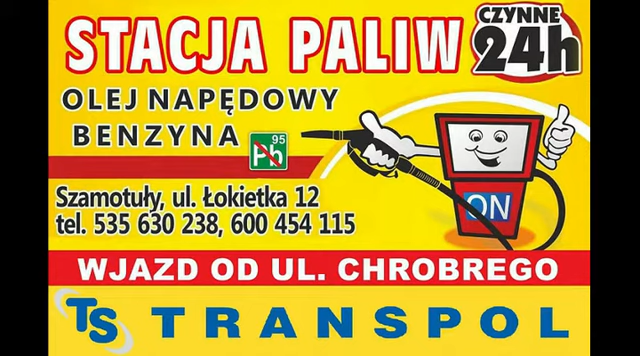 STACJA PALIW
CZYNNE
24h
OLEJ NAPĘDOWY
BENZYNA
95
Pb
Szamotuły, ul. Łokietka 12
tel. 535 630 238, 600 454 115
ON
WJAZD OD UL. CHROBREGO
TS TRANSPOL